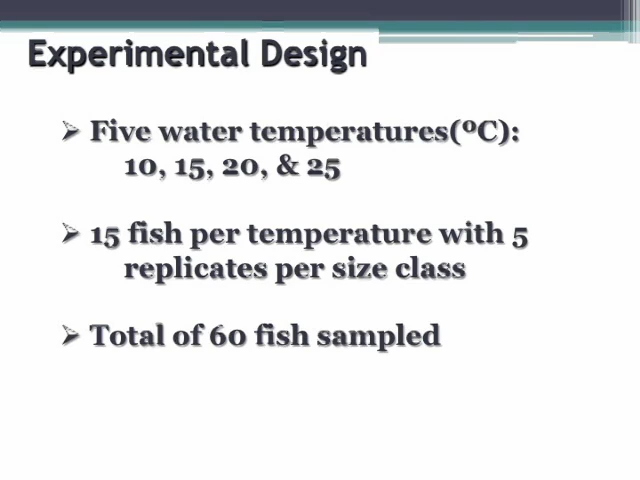 Experimental Design
➢ Five water temperatures(ºC):
10, 15, 20, & 25
➢ 15 fish per temperature with 5
replicates per size class
➢ Total of 60 fish sampled